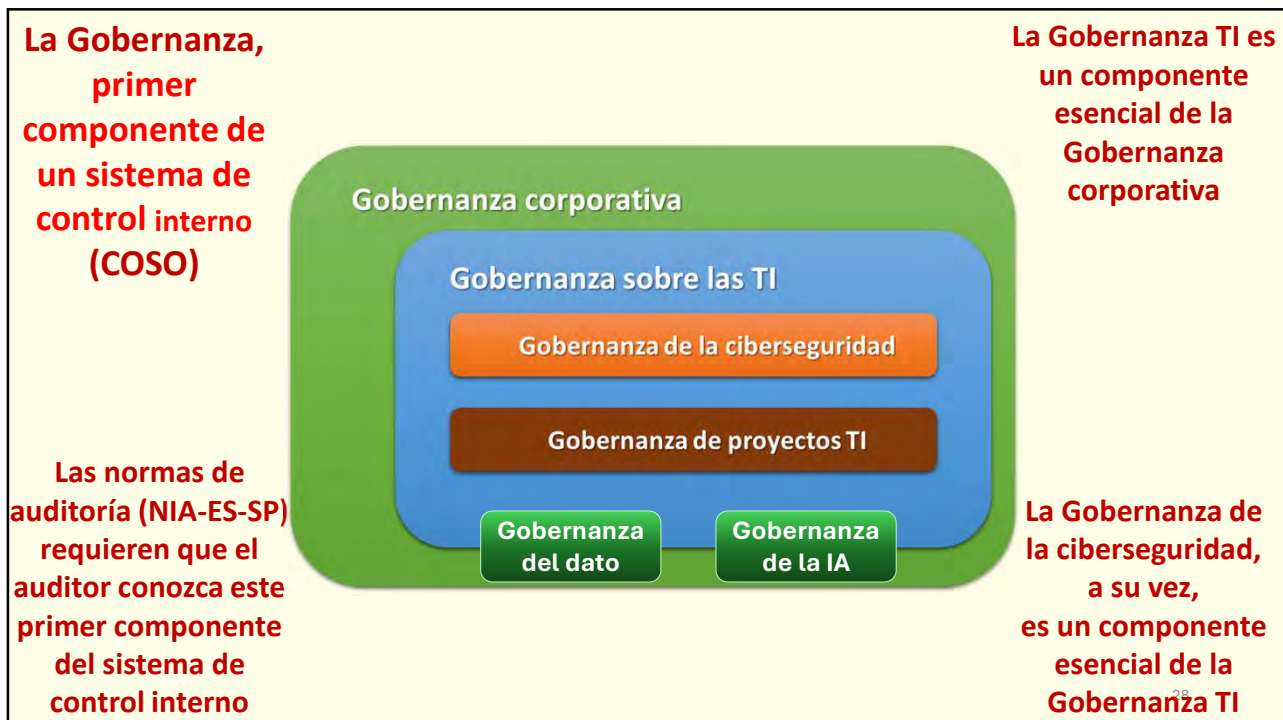 La Gobernanza,
primer
componente de
un sistema de
control interno
(COSO)
La Gobernanza TI es
un componente
esencial de la
Gobernanza
corporativa
Gobernanza corporativa
Gobernanza sobre las TI
Gobernanza de la ciberseguridad
Gobernanza de proyectos TI
Gobernanza
del dato
Gobernanza
de la IA
Las normas de
auditoría (NIA-ES-SP)
requieren que el
auditor conozca este
primer componente
del sistema de
control interno
La Gobernanza de
la ciberseguridad,
a su vez,
es un componente
esencial de la
Gobernanza TI
28